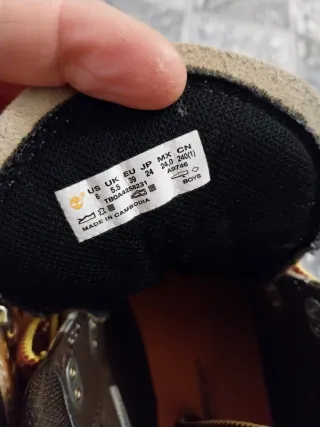 US UK EU JP MX CN
6 5.5 39 24 24.0 240(1)
TB0A4258231 A9746
BOYS
MADE IN CAMBODIA